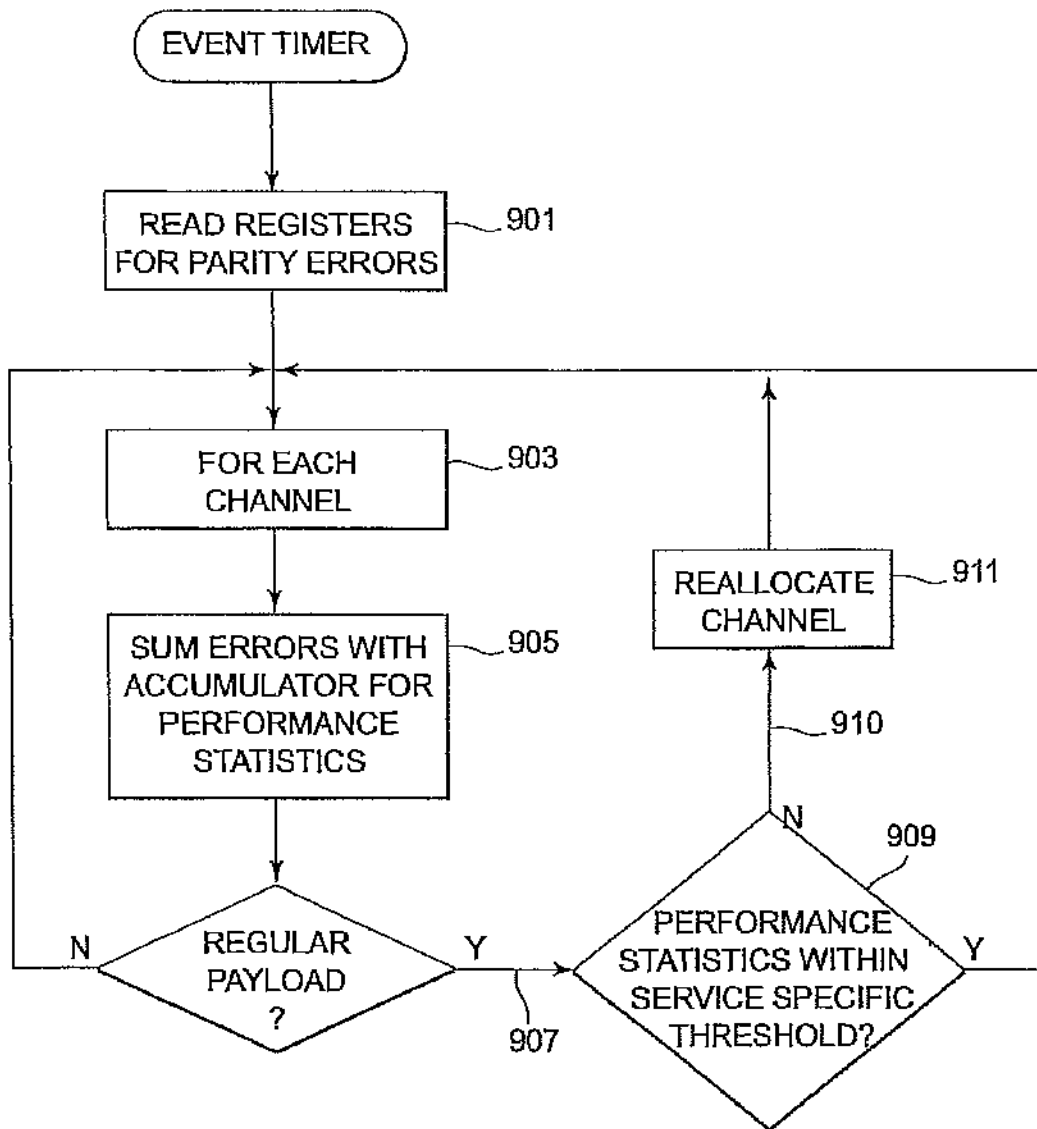 EVENT TIMER
READ REGISTERS
FOR PARITY ERRORS
901
FOR EACH
CHANNEL
903
SUM ERRORS WITH
ACCUMULATOR FOR
PERFORMANCE
STATISTICS
905
REALLOCATE
CHANNEL
911
910
N
REGULAR
PAYLOAD
?
Y
907
N
909
PERFORMANCE
STATISTICS WITHIN
SERVICE SPECIFIC
THRESHOLD?
Y